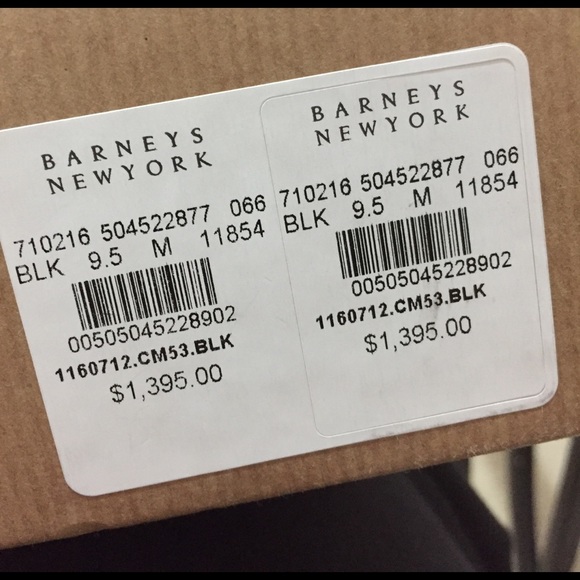 BARNEYS
NEWYORK
710216 504522877 066
BLK 9.5 M 11854
00505045228902
1160712.CM53.BLK
$1,395.00
BARNEYS
NEWYORK
710216 504522877 066
BLK 9.5 M 11854
00505045228902
1160712.CM53.BLK
$1,395.00